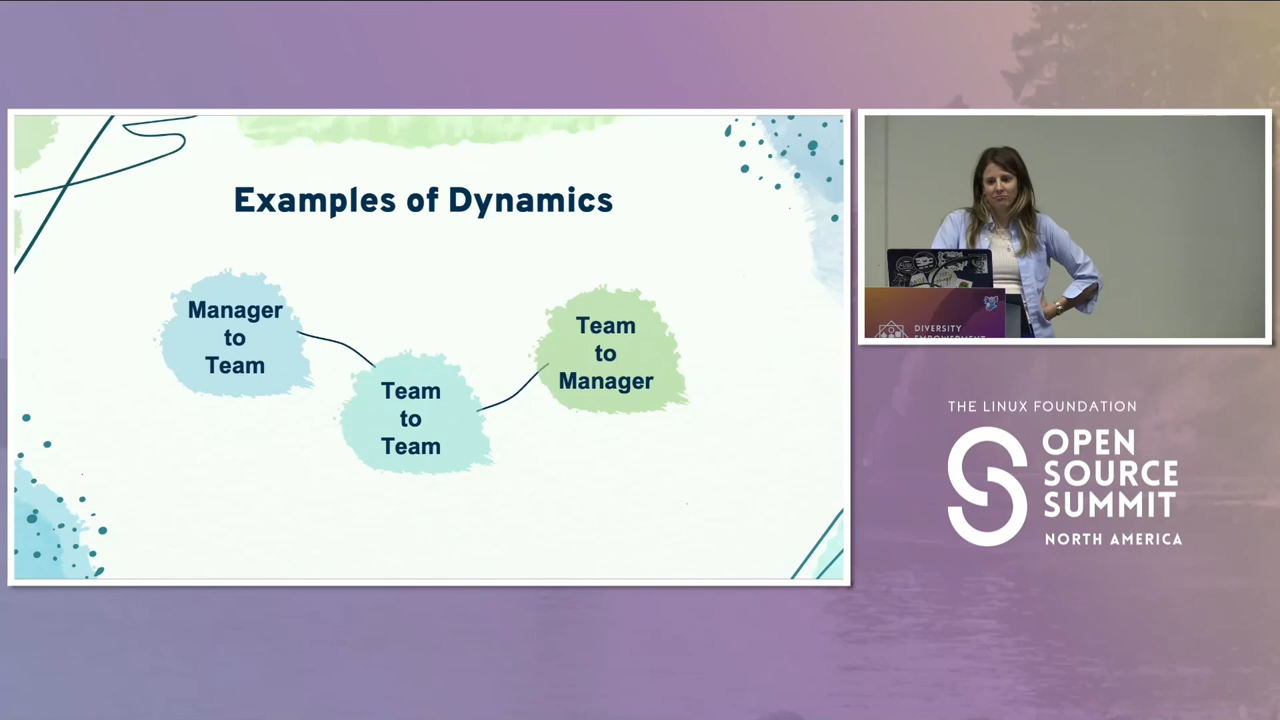 Examples of Dynamics
Manager
to
Team
Team
to
Team
Team
to
Manager
DIVERSITY
EMPOWERMENT
THE LINUX FOUNDATION
OPEN
SOURCE
SUMMIT
NORTH AMERICA